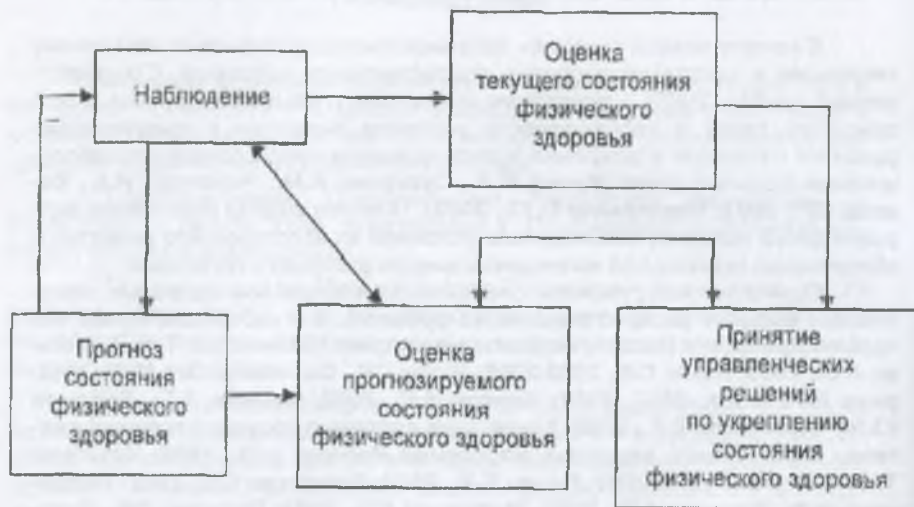 Наблюдение
Оценка
текущего состояния
физического
здоровья
Прогноз
состояния
физического
здоровья
Оценка
прогнозируемого
состояния
физического здоровья
Принятие
управленческих
решений
по укреплению
состояния
физического здоровья